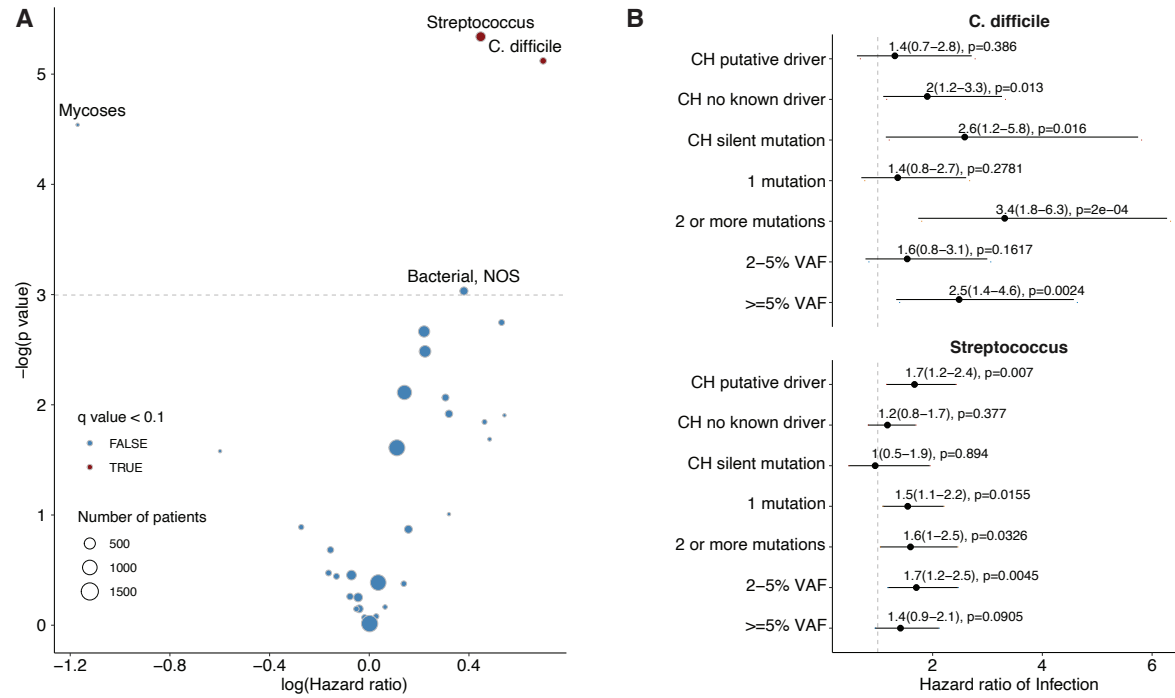 A
Streptococcus
C. difficile
Mycoses
Bacterial, NOS
5
4
3
2
1
0
−log(p value)
q value < 0.1
FALSE
TRUE
Number of patients
500
1000
1500
−1.2
−0.8
−0.4
0.0
0.4
log(Hazard ratio)
B
C. difficile
CH putative driver
1.4(0.7−2.8), p=0.386
CH no known driver
2(1.2−3.3), p=0.013
CH silent mutation
2.6(1.2−5.8), p=0.016
1 mutation
1.4(0.8−2.7), p=0.2781
2 or more mutations
3.4(1.8−6.3), p=2e−04
2−5% VAF
1.6(0.8−3.1), p=0.1617
>=5% VAF
2.5(1.4−4.6), p=0.0024
Streptococcus
CH putative driver
1.7(1.2−2.4), p=0.007
CH no known driver
1.2(0.8−1.7), p=0.377
CH silent mutation
1(0.5−1.9), p=0.894
1 mutation
1.5(1.1−2.2), p=0.0155
2 or more mutations
1.6(1−2.5), p=0.0326
2−5% VAF
1.7(1.2−2.5), p=0.0045
>=5% VAF
1.4(0.9−2.1), p=0.0905
2
4
6
Hazard ratio of Infection